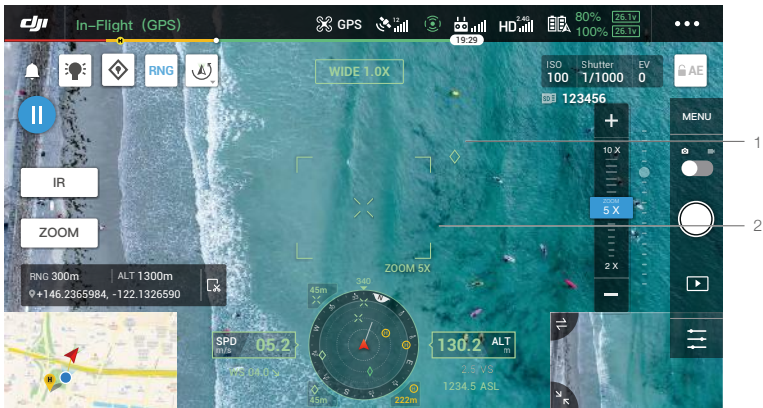 dji In-Flight (GPS) GPS 12 HD 2.4G 80% 26.1v
100% 26.1v
H 19:29
RNG WIDE 1.0X ISO Shutter EV
100 1/1000 0 AE
SD 123456
+ MENU
10 X
1
IR
ZOOM
5 X
2
ZOOM
2 X
ZOOM 5X
RNG 300m ALT 1300m
+146.2365984, -122.1326590
340
45m
N
W
E
S
SPD
m/s 05.2 130.2 ALT
m
1234.5 ASL
H
45m 222m